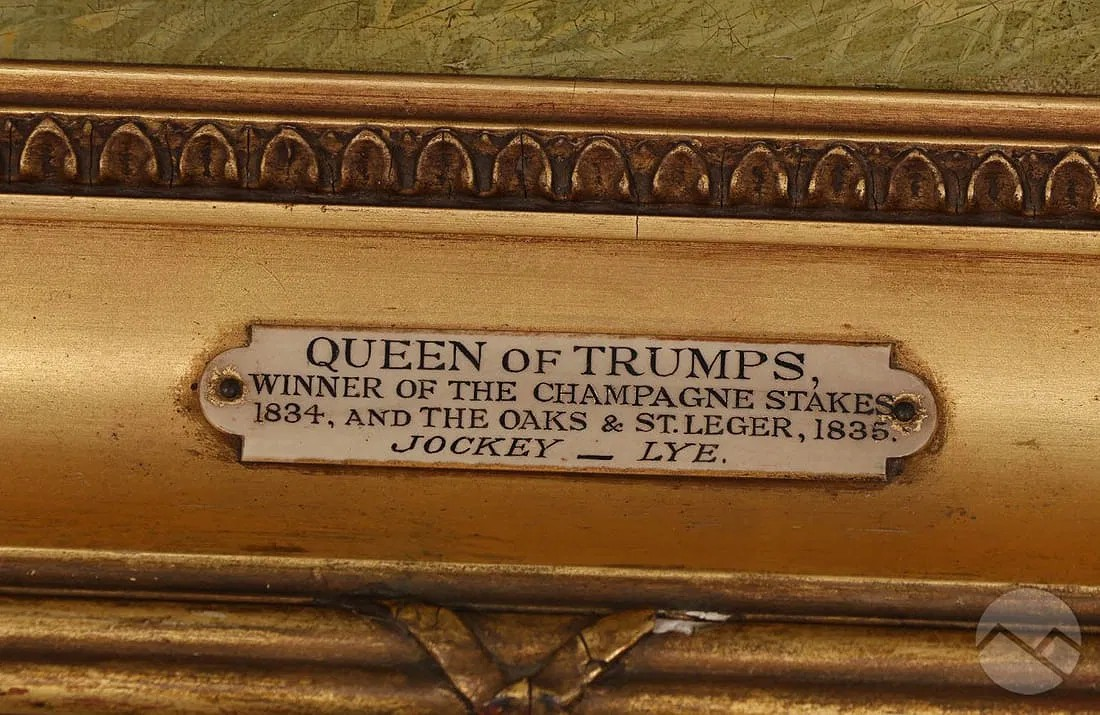 QUEEN OF TRUMPS,
WINNER OF THE CHAMPAGNE STAKES
1834, AND THE OAKS & ST. LEGER, 1835.
JOCKEY — LYE.